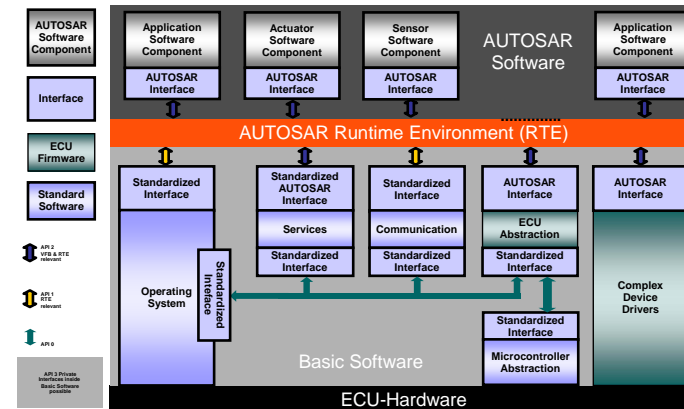 AUTOSAR
Software
Component
Interface
ECU
Firmware
Standard
Software
API 2
VFB & RTE
relevant
API 1
RTE
relevant
API 0
API 3 Private
Interfaces inside
Basic Software
possible
Application
Software
Component
AUTOSAR
Interface
Actuator
Software
Component
AUTOSAR
Interface
Sensor
Software
Component
AUTOSAR
Interface
AUTOSAR
Software
Application
Software
Component
AUTOSAR
Interface
AUTOSAR Runtime Environment (RTE)
Standardized
Interface
Operating
System
Standardized
Interface
Standardized
AUTOSAR
Interface
Services
Standardized
Interface
Standardized
Interface
Communication
Standardized
Interface
AUTOSAR
Interface
ECU
Abstraction
Standardized
Interface
Standardized
Interface
Microcontroller
Abstraction
AUTOSAR
Interface
Complex
Device
Drivers
Basic Software
ECU-Hardware